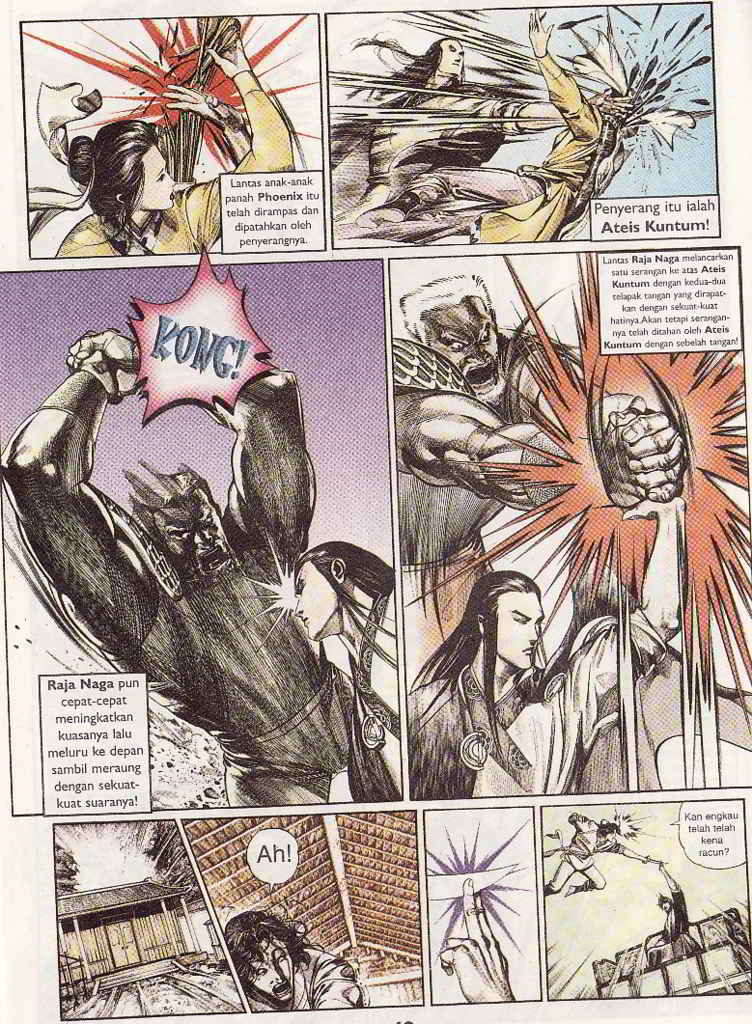 Lantas anak-anak
panah Phoenix itu
telah dirampas dan
dipatahkan oleh
penyerangnya.
Penyerang itu ialah
Ateis Kuntum!
KONG!
Raja Naga pun
cepat-cepat
meningkatkan
kuasanya lalu
meluru ke depan
sambil meraung
dengan sekuat-
kuat suaranya!
Lantas Raja Naga melancarkan
satu serangan ke atas Ateis
Kuntum dengan kedua-dua
telapak tangan yang dirapat-
kan dengan sekuat-kuat
hatinya.Akan tetapi serangan-
nya telah ditahan oleh Ateis
Kuntum dengan sebelah tangan!
Ah!
Kan engkau
telah telah
kena
racun?